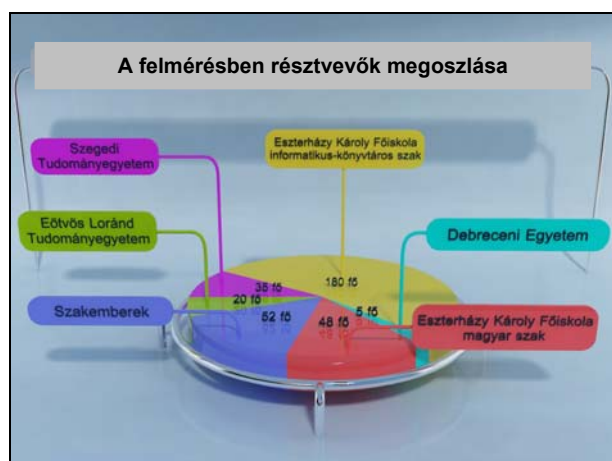 A felmérésben résztvevők megoszlása
Szegedi
Tudományegyetem
Eszterházy Károly Főiskola
informatikus-könyvtáros szak
Eötvös Loránd
Tudományegyetem
Debreceni Egyetem
Szakemberek
Eszterházy Károly Főiskola
magyar szak
35 fő
180 fő
20 fő
52 fő
48 fő
5 fő